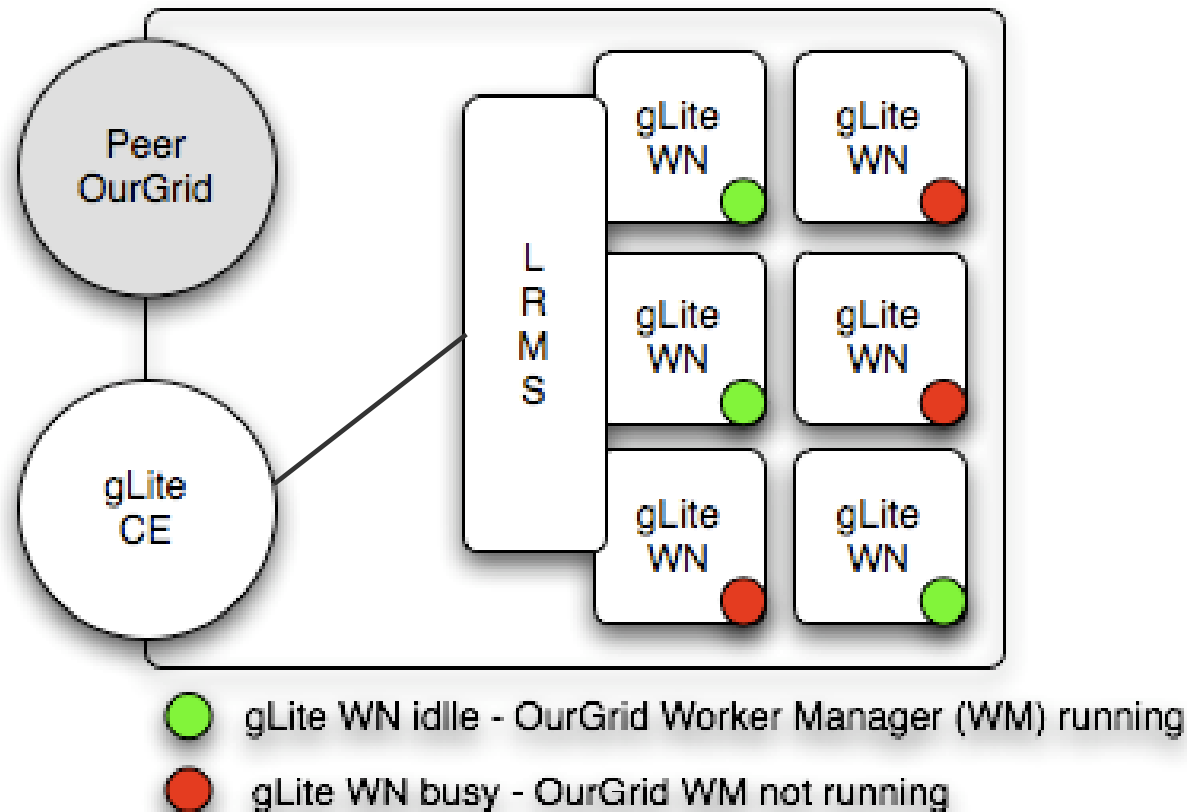 Peer
OurGrid
gLite
CE
L
R
M
S
gLite
WN
gLite
WN
gLite
WN
gLite
WN
gLite
WN
gLite
WN
gLite WN idlle - OurGrid Worker Manager (WM) running
gLite WN busy - OurGrid WM not running